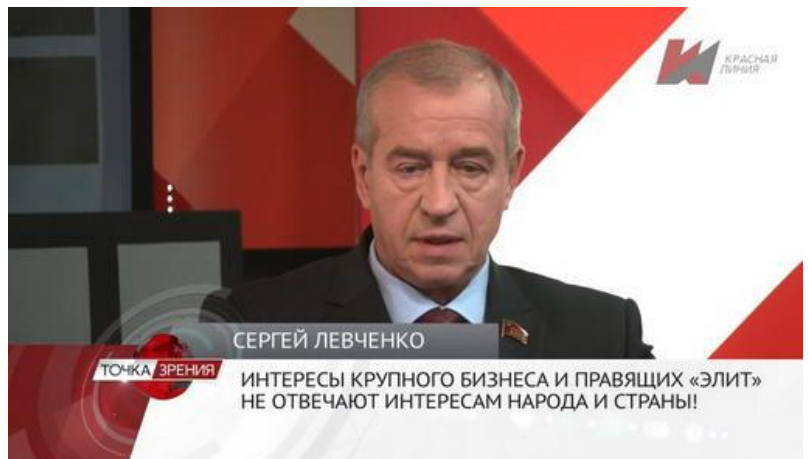 КРАСНАЯ
ЛИНИЯ
СЕРГЕЙ ЛЕВЧЕНКО
ТОЧКА ЗРЕНИЯ
ИНТЕРЕСЫ КРУПНОГО БИЗНЕСА И ПРАВЯЩИХ «ЭЛИТ»
НЕ ОТВЕЧАЮТ ИНТЕРЕСАМ НАРОДА И СТРАНЫ!